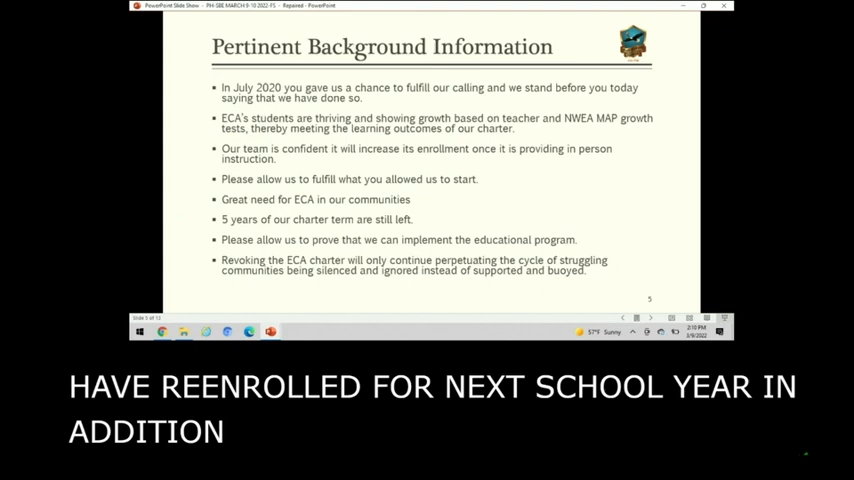 PowerPoint Slide Show - PH-SBE MARCH 9-10 2022-FS - Repaired - PowerPoint
Pertinent Background Information
▪ In July 2020 you gave us a chance to fulfill our calling and we stand before you today
saying that we have done so.
▪ ECA's students are thriving and showing growth based on teacher and NWEA MAP growth
tests, thereby meeting the learning outcomes of our charter.
▪ Our team is confident it will increase its enrollment once it is providing in person
instruction.
▪ Please allow us to fulfill what you allowed us to start.
▪ Great need for ECA in our communities
▪ 5 years of our charter term are still left.
▪ Please allow us to prove that we can implement the educational program.
▪ Revoking the ECA charter will only continue perpetuating the cycle of struggling
communities being silenced and ignored instead of supported and buoyed.
5
Slide 5 of 13
57°F Sunny
2:10 PM
3/9/2022
HAVE REENROLLED FOR NEXT SCHOOL YEAR IN
ADDITION